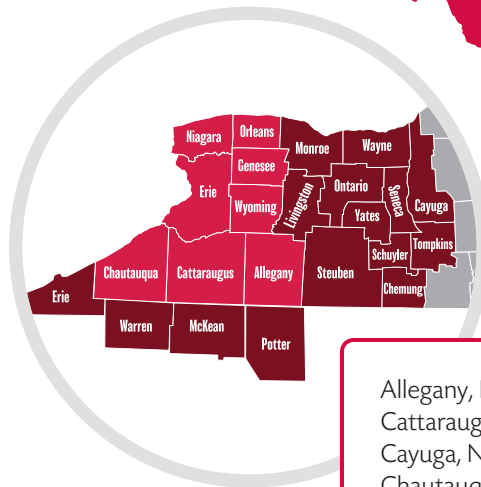 Niagara
Orleans
Monroe
Wayne
Genesee
Erie
Wyoming
Livingston
Ontario
Seneca
Cayuga
Yates
Chautauqua
Cattaraugus
Allegany
Steuben
Schuyler
Tompkins
Chemung
Erie
Warren
McKean
Potter
Allegany,
Cattaraug
Cayuga, N
Chautauq